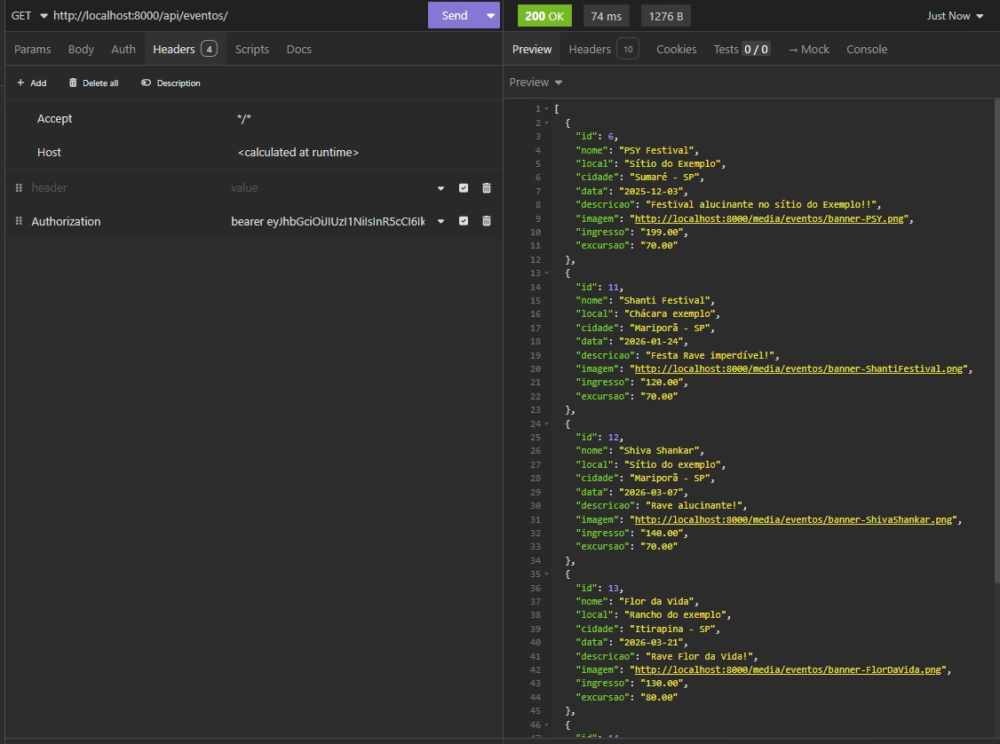 GET http://localhost:8000/api/eventos/ Send 200 OK 74 ms 1276 B Just Now
Params Body Auth Headers 4 Scripts Docs
Preview Headers 10 Cookies Tests 0 / 0 → Mock Console
+ Add Delete all Description
Preview
Accept */*
Host <calculated at runtime>
header value
Authorization bearer eyJhbGciOiJIUzI1NiIsInR5cCI6Ik
1 [
2 {
3 "id": 6,
4 "nome": "PSY Festival",
5 "local": "Sítio do Exemplo",
6 "cidade": "Sumaré - SP",
7 "data": "2025-12-03",
8 "descricao": "Festival alucinante no sítio do Exemplo!!",
9 "imagem": "http://localhost:8000/media/eventos/banner-PSY.png",
10 "ingresso": "199.00",
11 "excursao": "70.00"
12 },
13 {
14 "id": 11,
15 "nome": "Shanti Festival",
16 "local": "Chácara exemplo",
17 "cidade": "Mariporã - SP",
18 "data": "2026-01-24",
19 "descricao": "Festa Rave imperdível!",
20 "imagem": "http://localhost:8000/media/eventos/banner-ShantiFestival.png",
21 "ingresso": "120.00",
22 "excursao": "70.00"
23 },
24 {
25 "id": 12,
26 "nome": "Shiva Shankar",
27 "local": "Sítio do exemplo",
28 "cidade": "Mariporã - SP",
29 "data": "2026-03-07",
30 "descricao": "Rave alucinante!",
31 "imagem": "http://localhost:8000/media/eventos/banner-ShivaShankar.png",
32 "ingresso": "140.00",
33 "excursao": "70.00"
34 },
35 {
36 "id": 13,
37 "nome": "Flor da Vida",
38 "local": "Rancho do exemplo",
39 "cidade": "Itirapina - SP",
40 "data": "2026-03-21",
41 "descricao": "Rave Flor da Vida!",
42 "imagem": "http://localhost:8000/media/eventos/banner-FlorDaVida.png",
43 "ingresso": "130.00",
44 "excursao": "80.00"
45 },
46 {
47 "id": 14